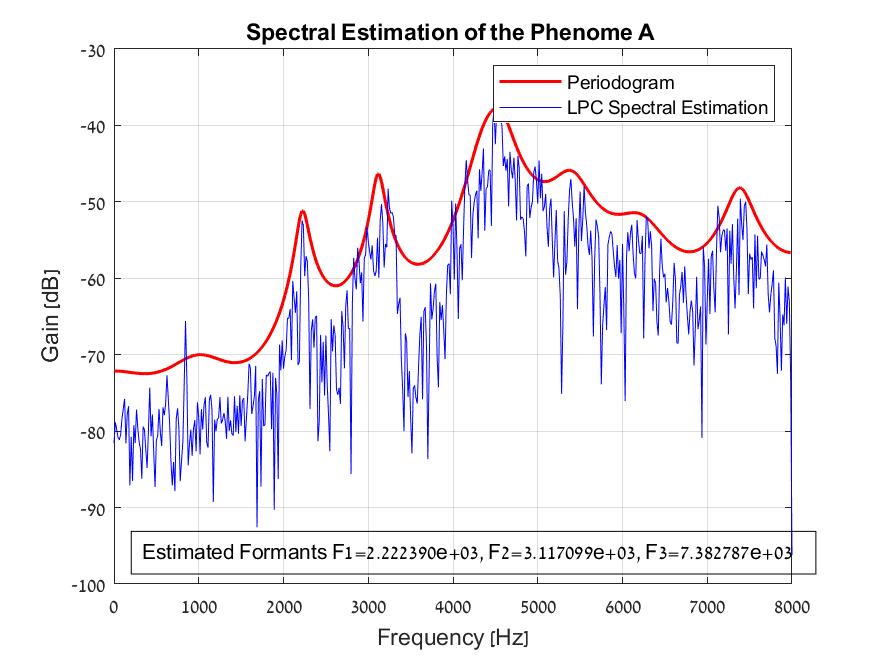 Spectral Estimation of the Phenome A
Periodogram
LPC Spectral Estimation
-30
-40
-50
-60
-70
-80
-90
-100
Gain [dB]
Estimated Formants F1=2.222390e+03, F2=3.117099e+03, F3=7.382787e+03
0 1000 2000 3000 4000 5000 6000 7000 8000
Frequency [Hz]